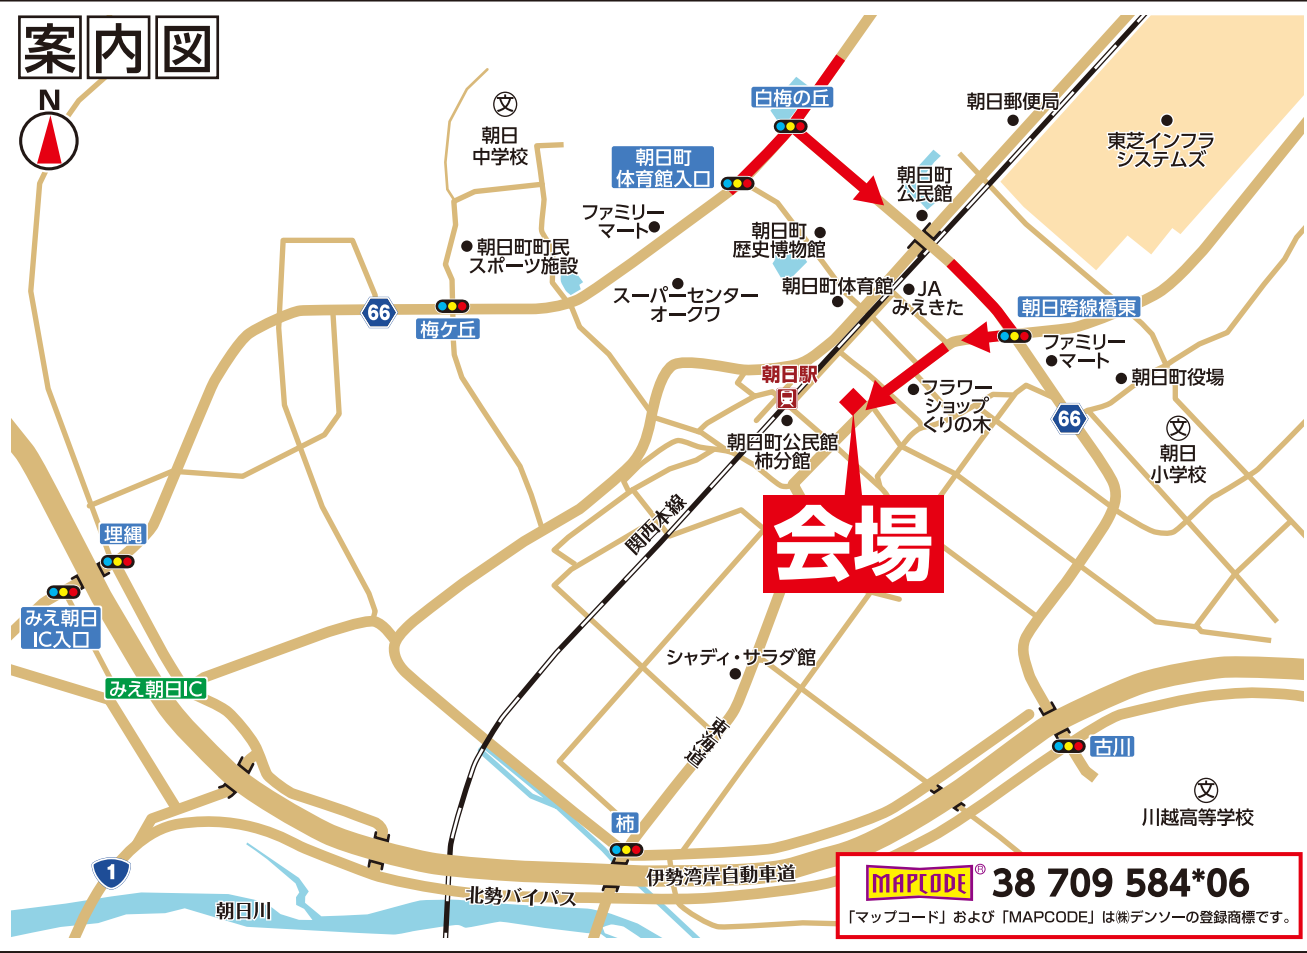 案内図
N
文
朝日
中学校
白梅の丘
朝日町
体育館入口
朝日郵便局
東芝インフラ
システムズ
朝日町
公民館
ファミリー
マート
朝日町町民
スポーツ施設
朝日町
歴史博物館
スーパーセンター
オークワ
朝日町体育館
JA
みえきた
朝日跨線橋東
66
梅ケ丘
ファミリー
マート
朝日町役場
朝日駅
フラワー
ショップ
くりの木
66
文
朝日
小学校
朝日町公民館
柿分館
関西本線
会場
埋縄
みえ朝日
IC入口
みえ朝日IC
シャディ・サラダ館
東海道
古川
文
川越高等学校
柿
1
伊勢湾岸自動車道
北勢バイパス
朝日川
MAPCODE® 38 709 584*06
「マップコード」および「MAPCODE」は㈱デンソーの登録商標です。